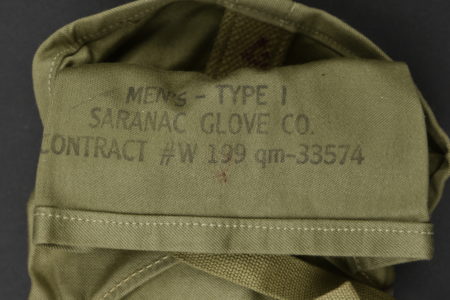 MEN'S - TYPE I
SARANAC GLOVE CO.
CONTRACT #W 199 qm-33574